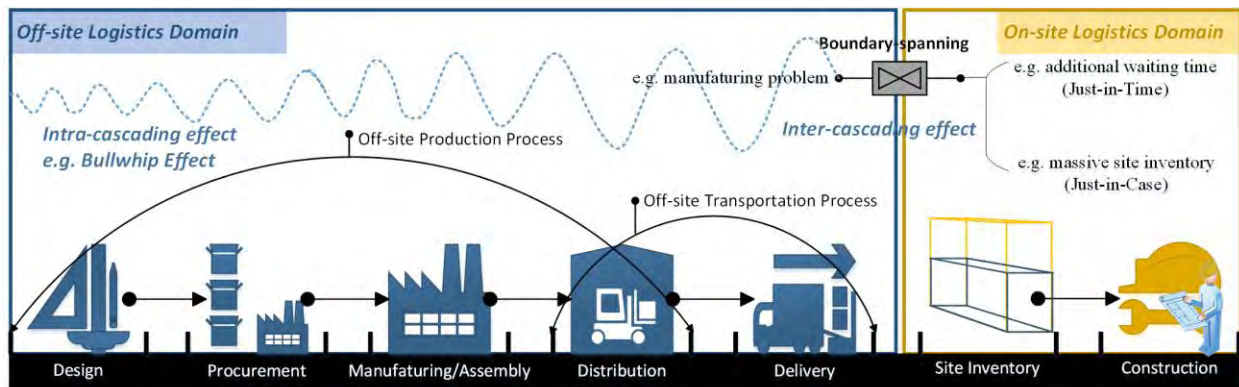 Off-site Logistics Domain
On-site Logistics Domain
Boundary-spanning
e.g. manufaturing problem
e.g. additional waiting time
(Just-in-Time)
Intra-cascading effect
e.g. Bullwhip Effect
Off-site Production Process
Inter-cascading effect
e.g. massive site inventory
(Just-in-Case)
Off-site Transportation Process
Design
Procurement
Manufaturing/Assembly
Distribution
Delivery
Site Inventory
Construction